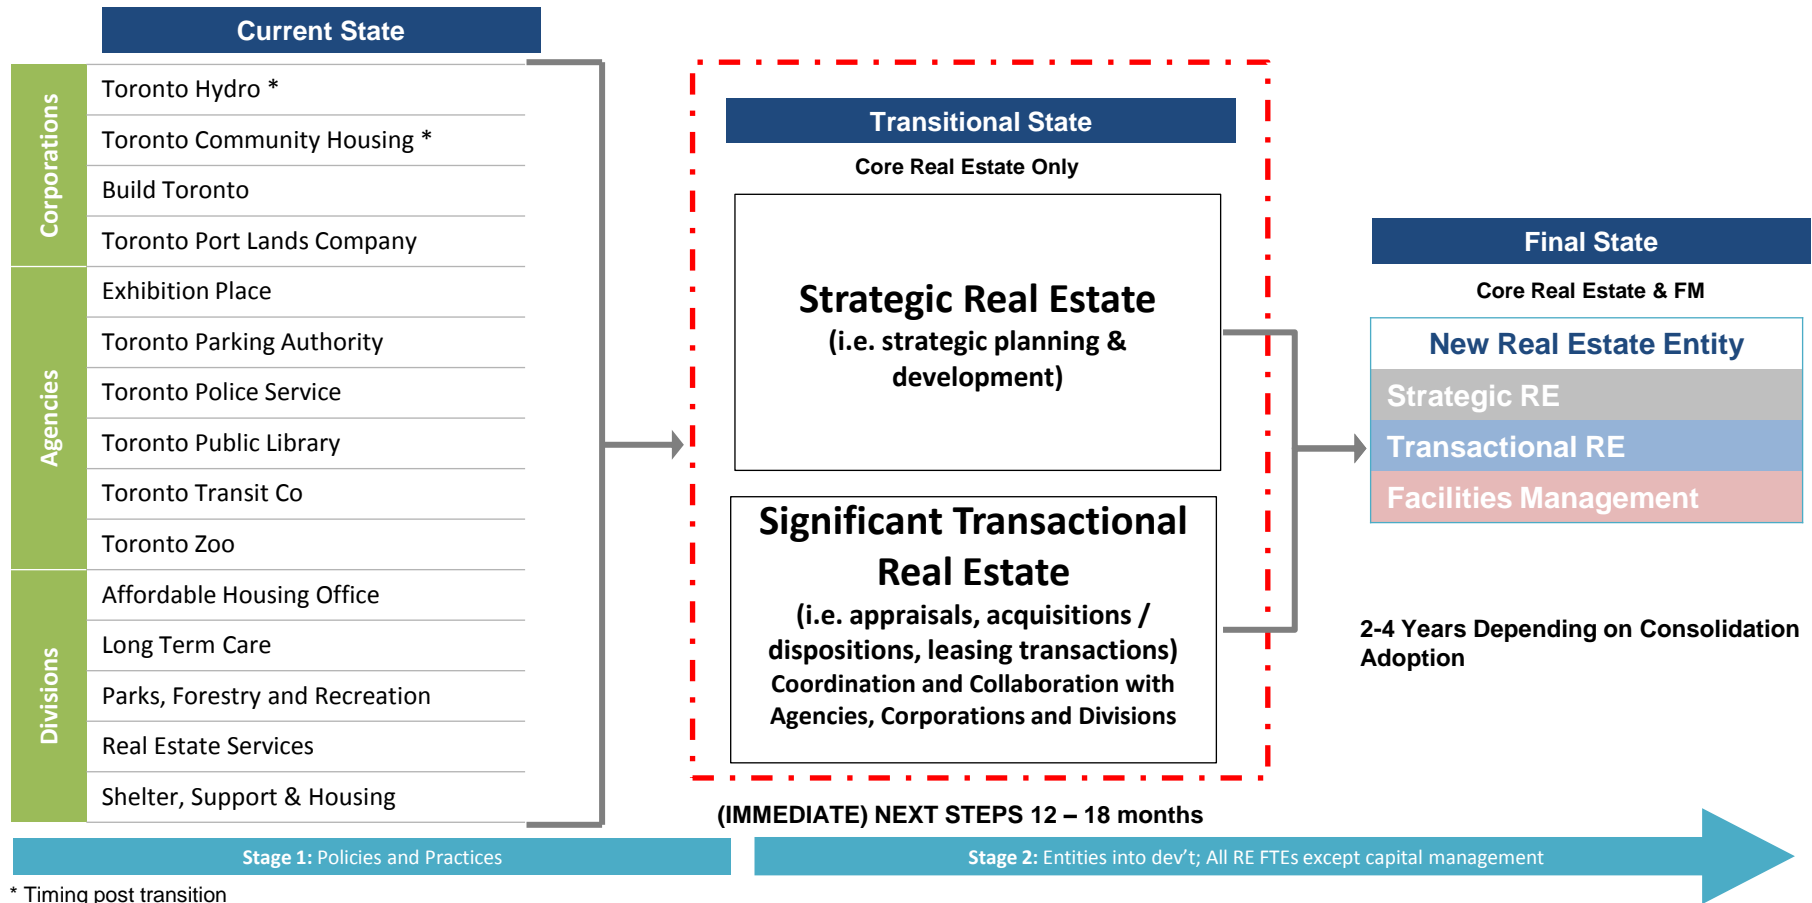 Current State
Corporations
Toronto Hydro *
Toronto Community Housing *
Build Toronto
Toronto Port Lands Company
Agencies
Exhibition Place
Toronto Parking Authority
Toronto Police Service
Toronto Public Library
Toronto Transit Co
Toronto Zoo
Divisions
Affordable Housing Office
Long Term Care
Parks, Forestry and Recreation
Real Estate Services
Shelter, Support & Housing
Transitional State
Core Real Estate Only
Strategic Real Estate
(i.e. strategic planning &
development)
Significant Transactional
Real Estate
(i.e. appraisals, acquisitions /
dispositions, leasing transactions)
Coordination and Collaboration with
Agencies, Corporations and Divisions
(IMMEDIATE) NEXT STEPS 12 – 18 months
Final State
Core Real Estate & FM
New Real Estate Entity
Strategic RE
Transactional RE
Facilities Management
2-4 Years Depending on Consolidation
Adoption
Stage 1: Policies and Practices
Stage 2: Entities into dev't; All RE FTEs except capital management
* Timing post transition